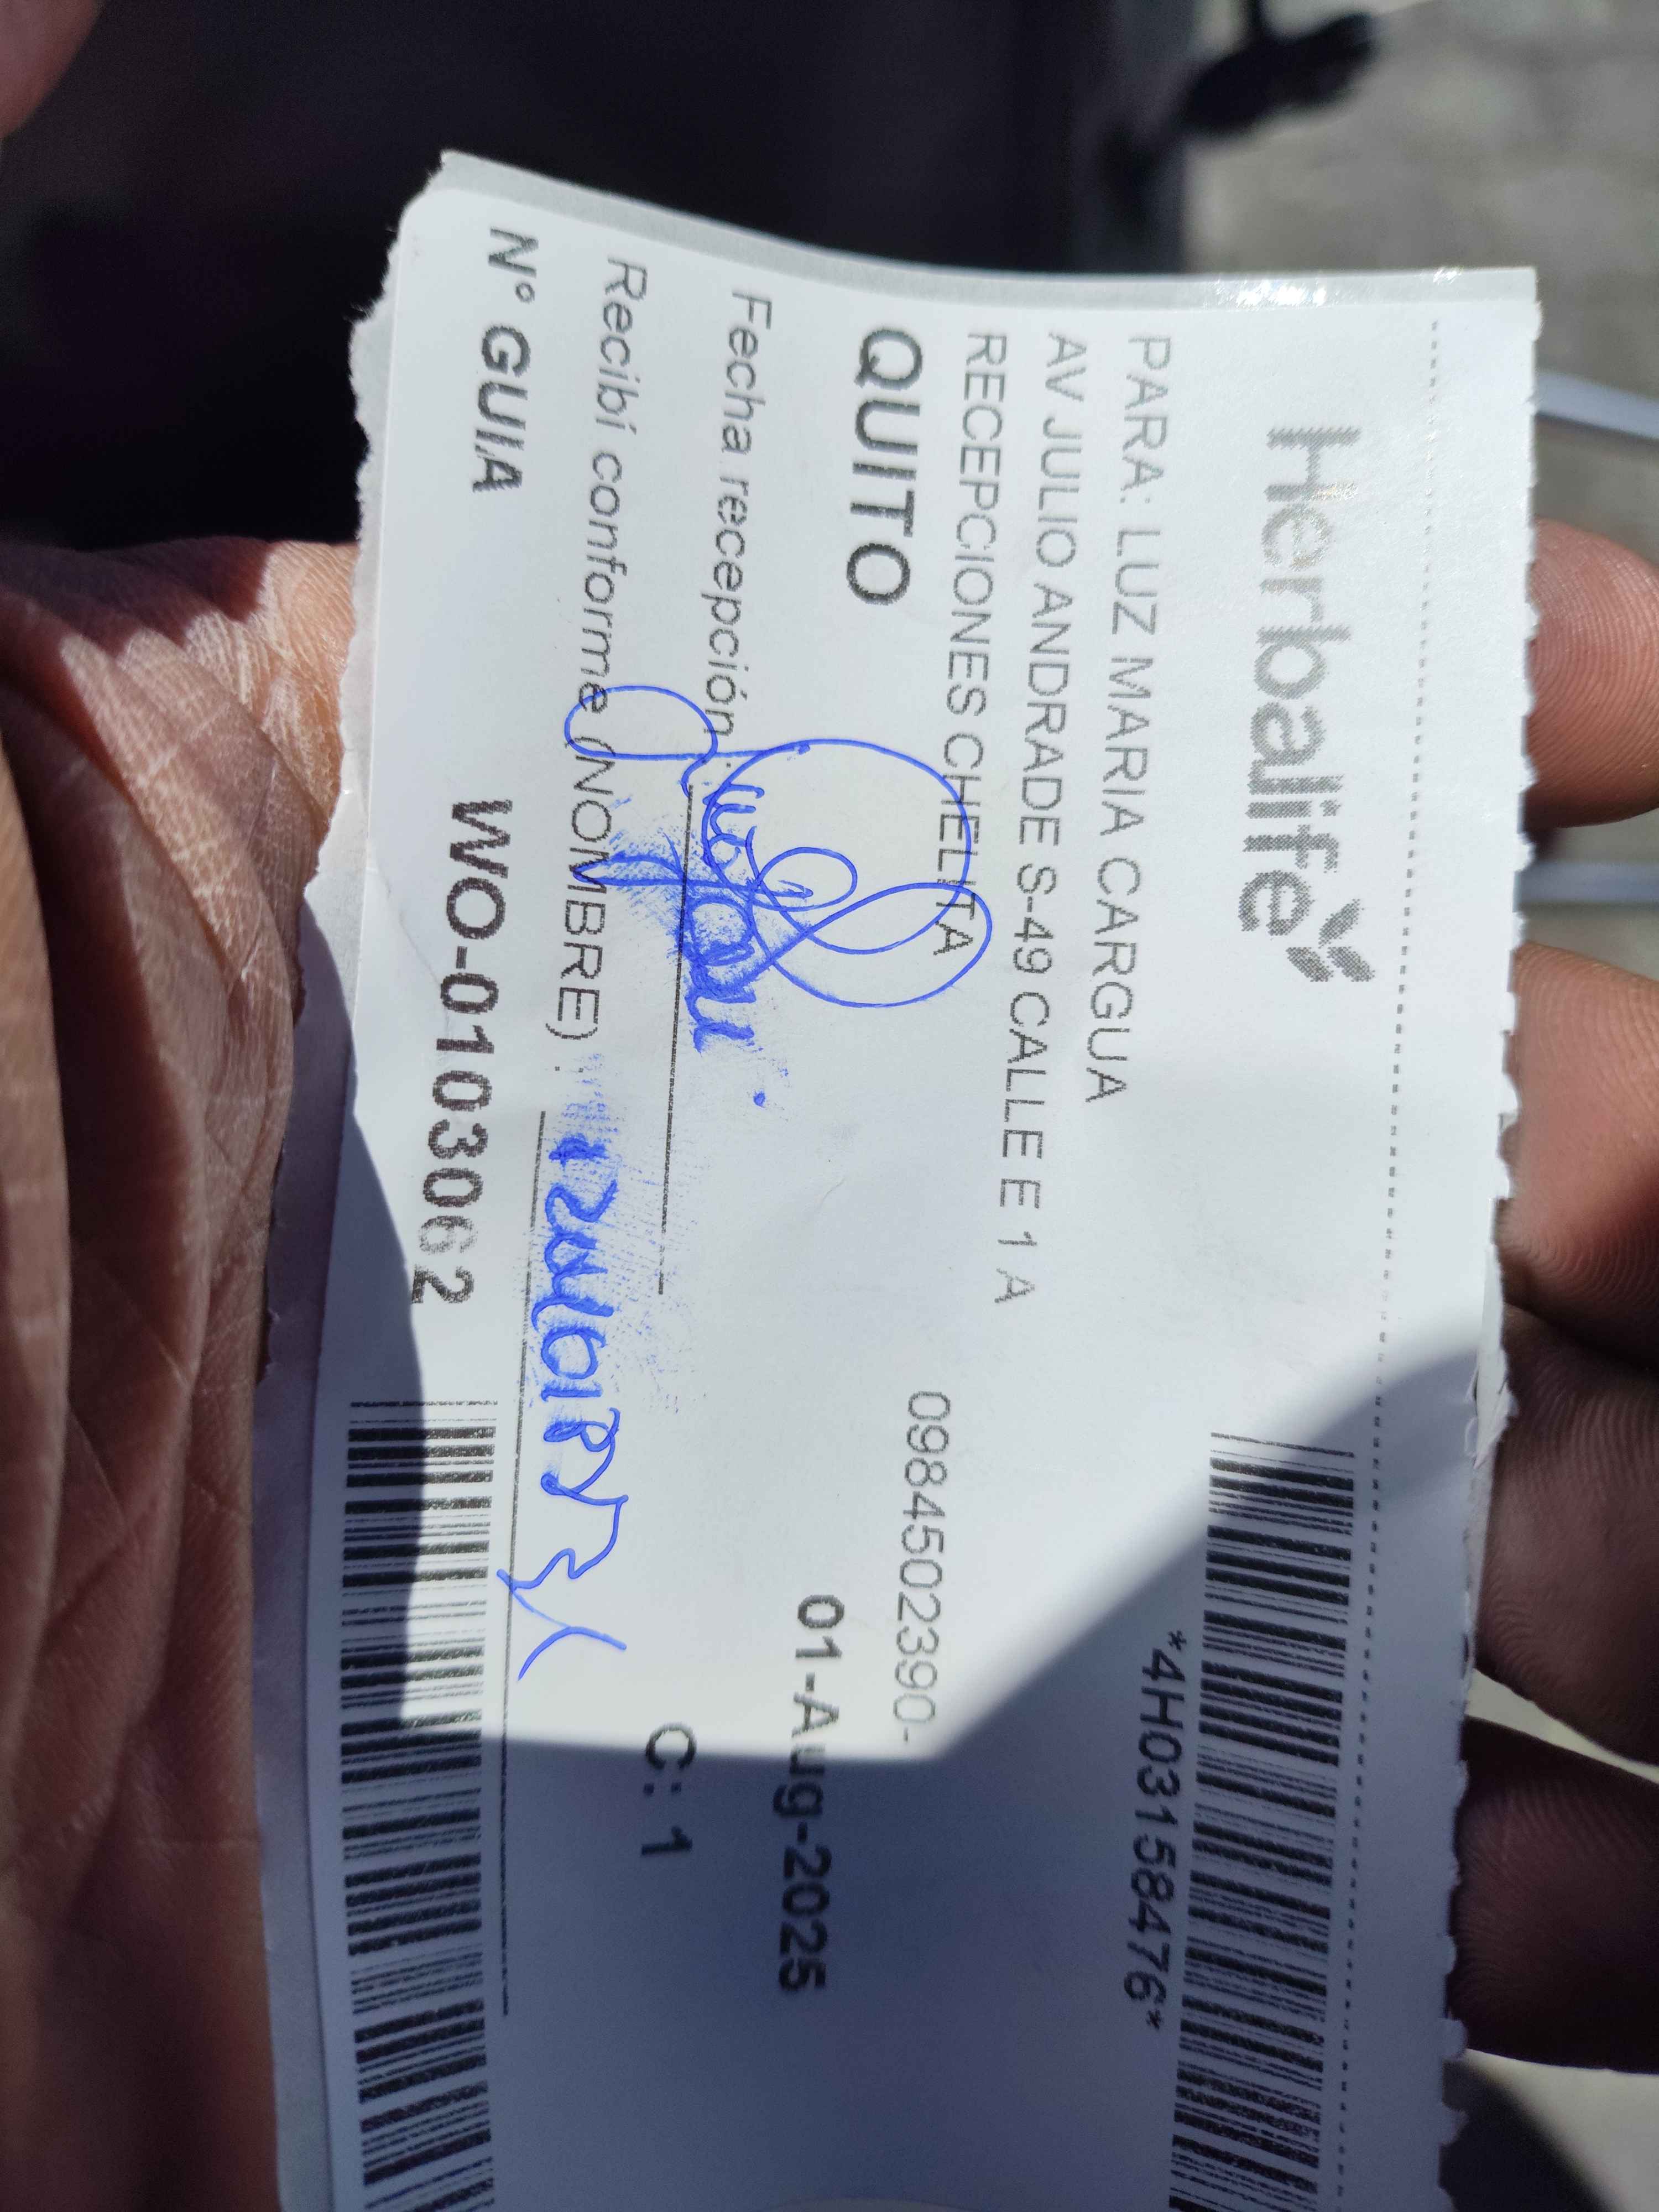 Herbalife
*4H03158476*
PARA: LUZ MARIA CARGUA
AV JULIO ANDRADE S-49 CALLE E 1 A
RECEPCIONES CHELITA
0984502390-
QUITO
01-Aug-2025
Fecha recepción
C: 1
Recibí conforme (NOMBRE) :
Nº GUIA WO-0103062